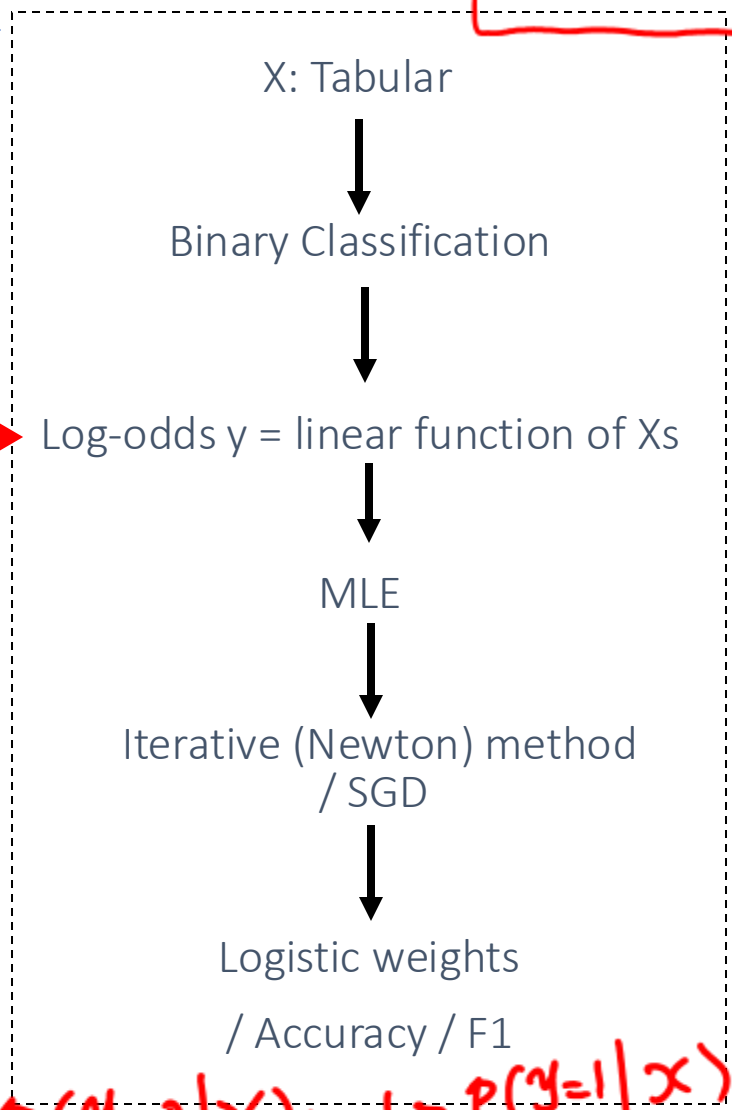 X: Tabular
Binary Classification
Log-odds y = linear function of Xs
MLE
Iterative (Newton) method
/ SGD
Logistic weights
/ Accuracy / F1
P(y=1|x)